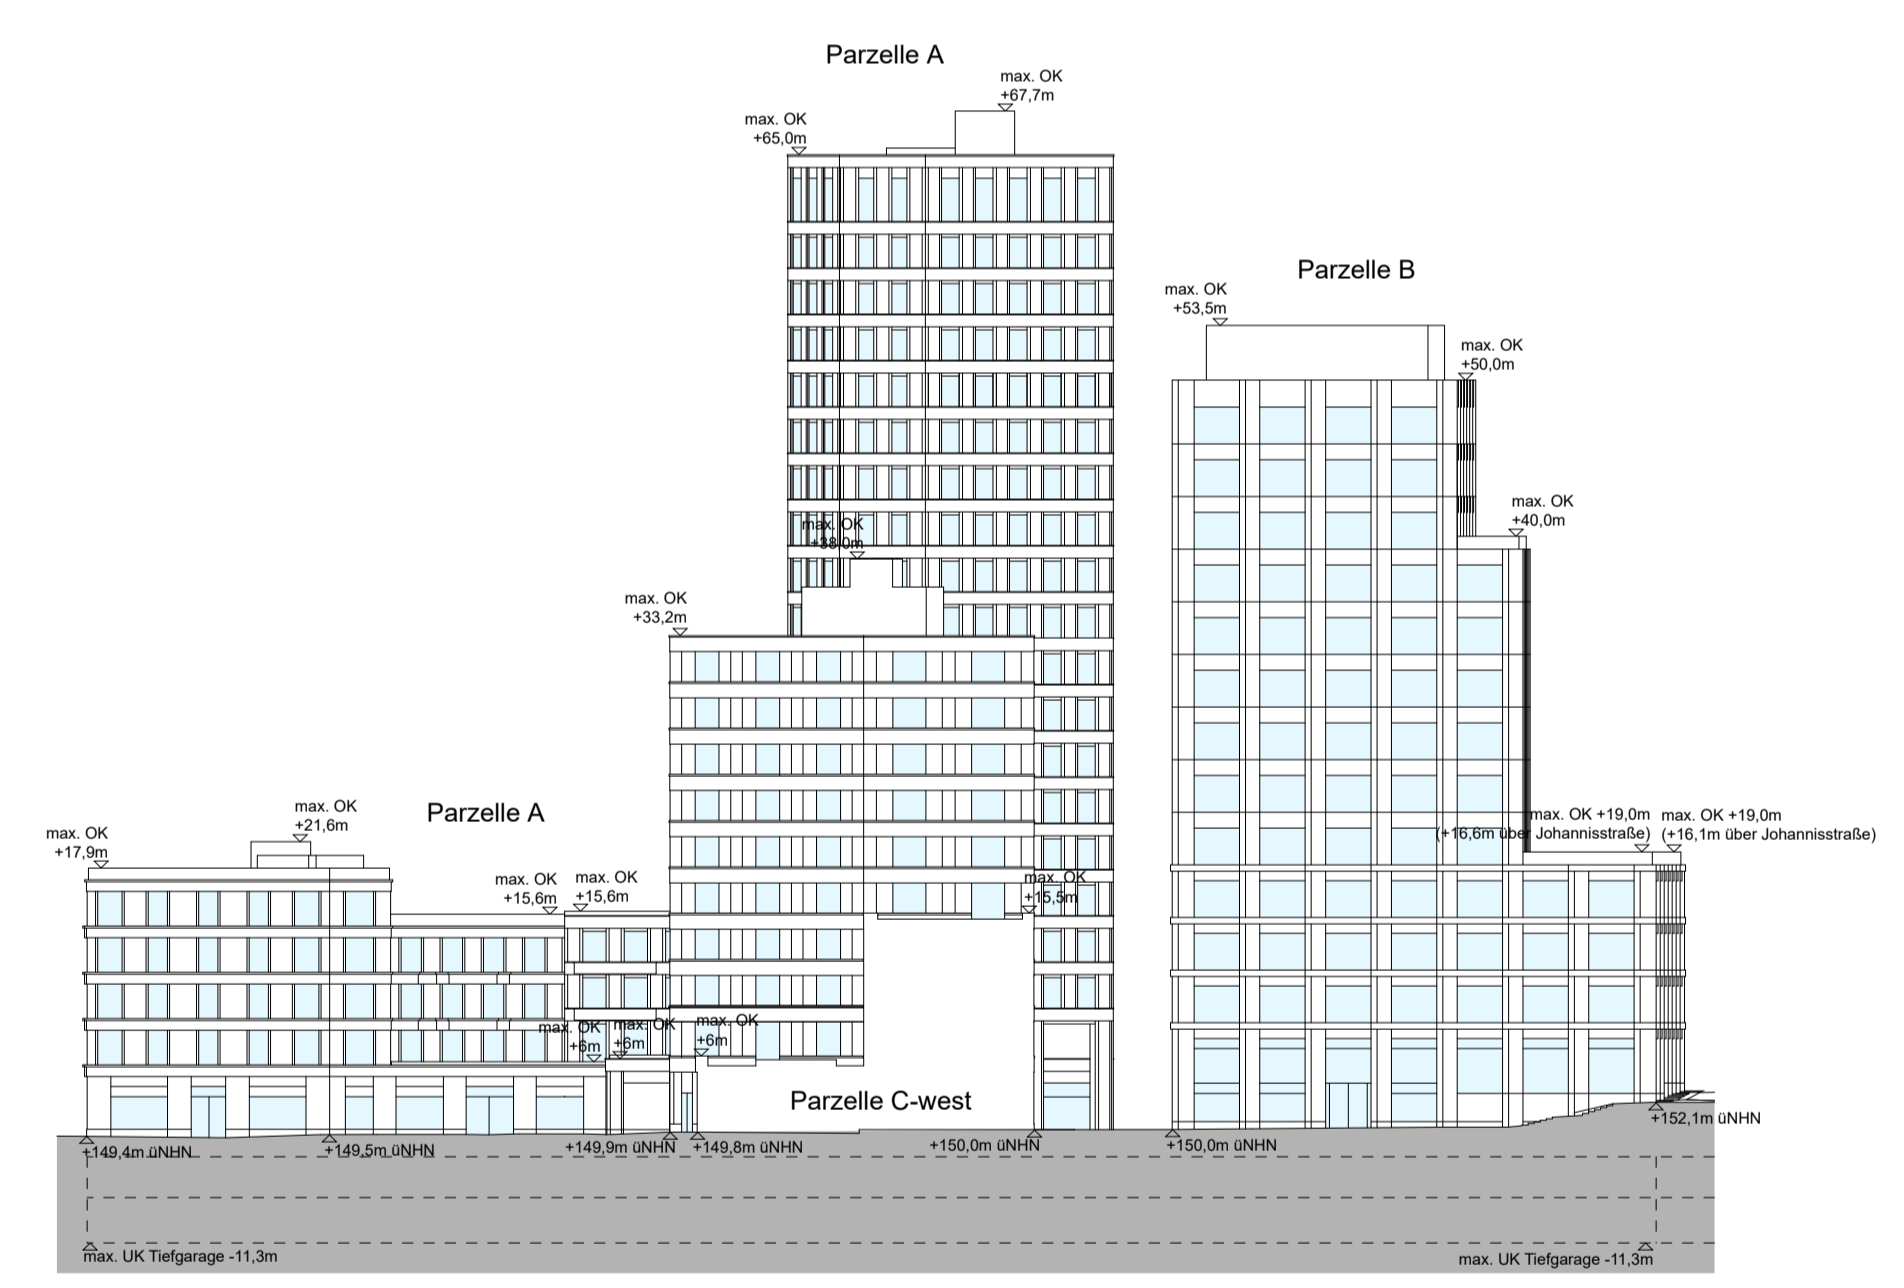 Parzelle A
max. OK
+67,7m
max. OK
+65,0m
Parzelle B
max. OK
+53,5m
max. OK
+50,0m
max. OK
+40,0m
max. OK
+38,0m
max. OK
+33,2m
Parzelle A
max. OK
+21,6m
max. OK
+17,9m
max. OK +19,0m
(+16,6m über Johannisstraße)
max. OK +19,0m
(+16,1m über Johannisstraße)
max. OK
+15,6m
max. OK
+15,6m
max. OK
+15,5m
max. OK
+6m
max. OK
+6m
max. OK
+6m
Parzelle C-west
+149,4m üNHN
+149,5m üNHN
+149,9m üNHN
+149,8m üNHN
+150,0m üNHN
+150,0m üNHN
+152,1m üNHN
max. UK Tiefgarage -11,3m
max. UK Tiefgarage -11,3m